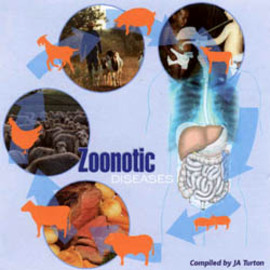 Zoonotic
DISEASES
Compiled by JA Turton